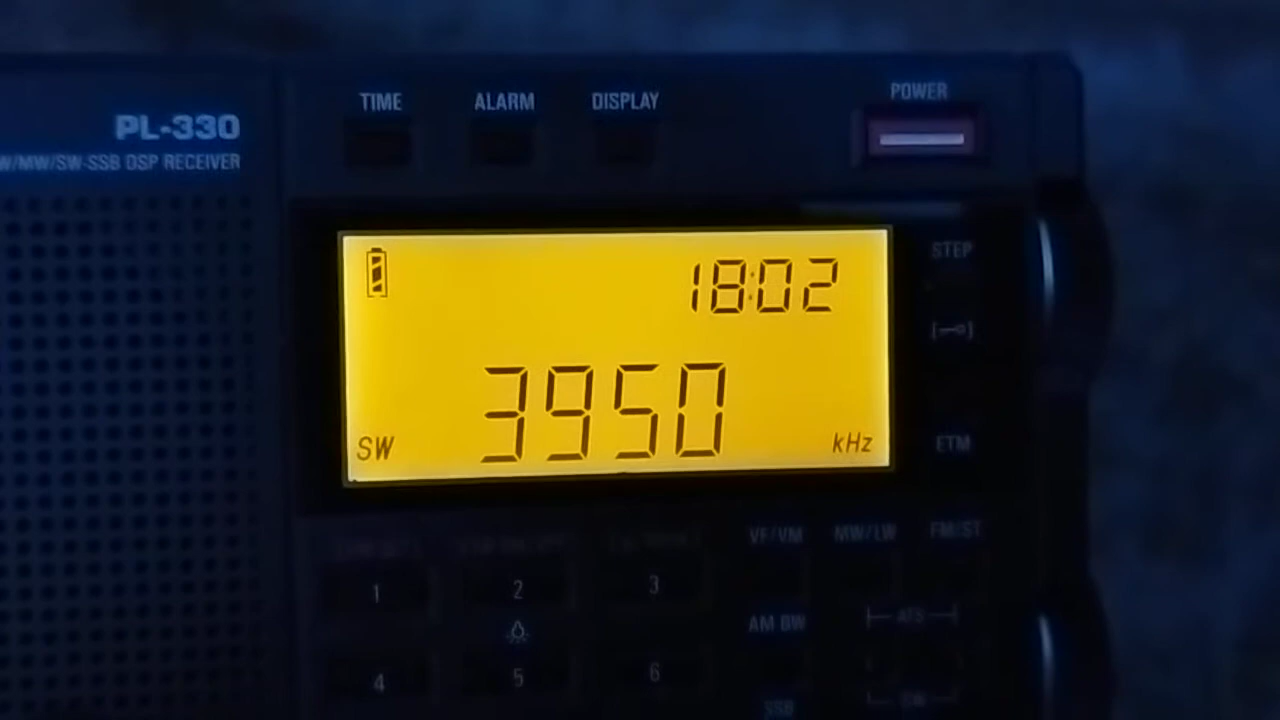 TIME ALARM DISPLAY POWER
PL-330
W/MW/SW-SSB DSP RECEIVER
18:02
3950
SW kHz
STEP
ETM
VF/VM MW/LW FM/ST
1 2 3
AM BW
ATS
4 5 6
SSB